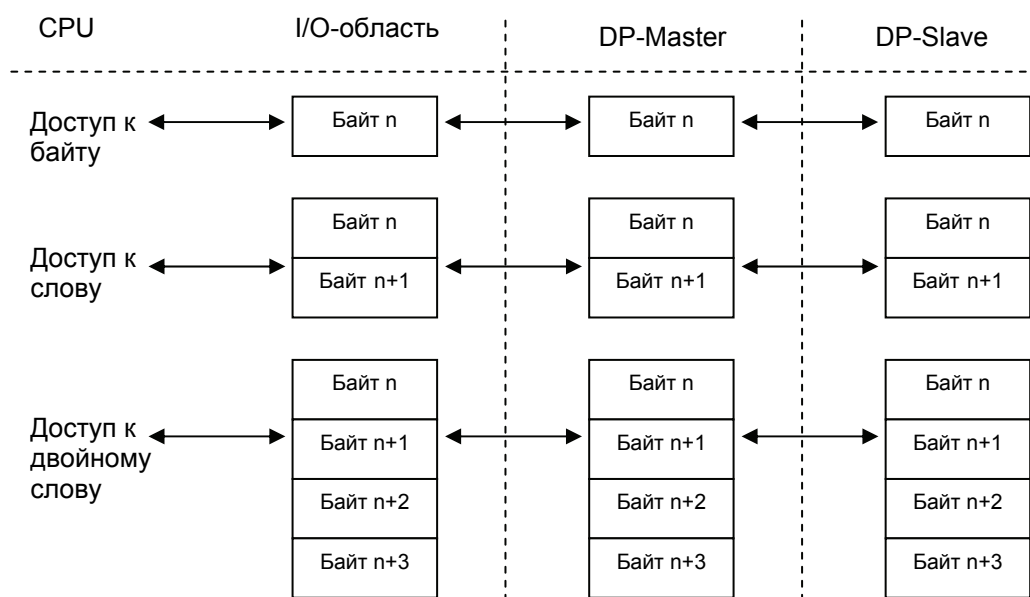 CPU I/O-область DP-Master DP-Slave
Доступ к
байту
Байт n Байт n Байт n
Доступ к
слову
Байт n Байт n Байт n
Байт n+1 Байт n+1 Байт n+1
Доступ к
двойному
слову
Байт n Байт n Байт n
Байт n+1 Байт n+1 Байт n+1
Байт n+2 Байт n+2 Байт n+2
Байт n+3 Байт n+3 Байт n+3